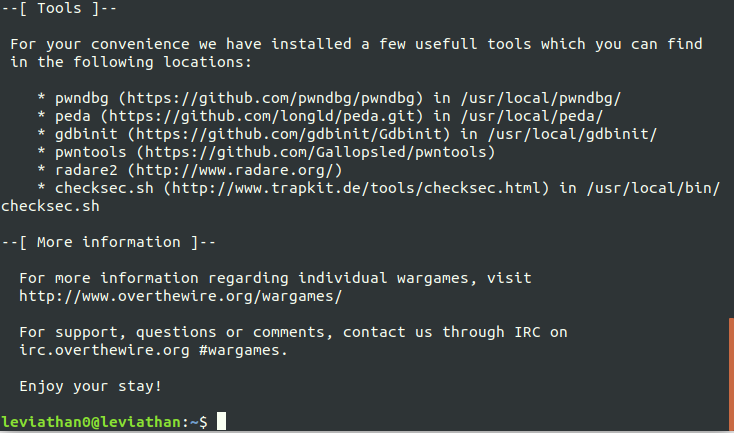 --[ Tools ]--
For your convenience we have installed a few usefull tools which you can find
in the following locations:
* pwndbg (https://github.com/pwndbg/pwndbg) in /usr/local/pwndbg/
* peda (https://github.com/longld/peda.git) in /usr/local/peda/
* gdbinit (https://github.com/gdbinit/Gdbinit) in /usr/local/gdbinit/
* pwntools (https://github.com/Gallopsled/pwntools)
* radare2 (http://www.radare.org/)
* checksec.sh (http://www.trapkit.de/tools/checksec.html) in /usr/local/bin/
checksec.sh
--[ More information ]--
For more information regarding individual wargames, visit
http://www.overthewire.org/wargames/
For support, questions or comments, contact us through IRC on
irc.overthewire.org #wargames.
Enjoy your stay!
leviathan0@leviathan:~$